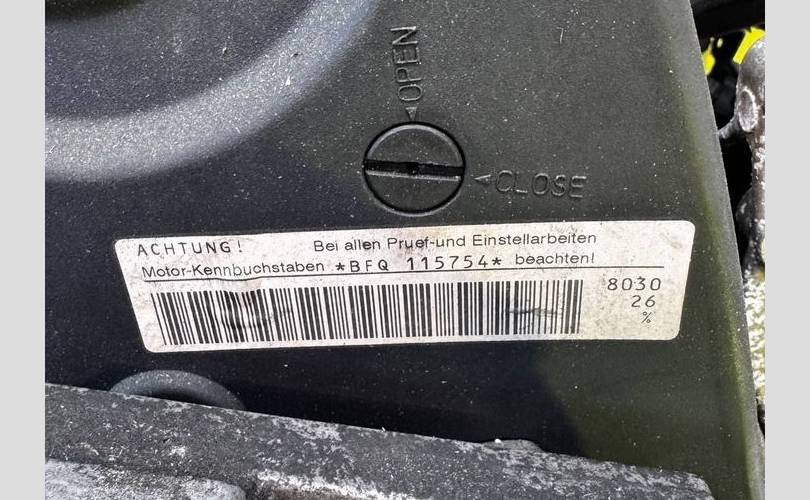 ◁OPEN
◁CLOSE
ACHTUNG! Bei allen Pruef-und Einstellarbeiten
Motor-Kennbuchstaben *BFQ 115754* beachten!
8030
26
%